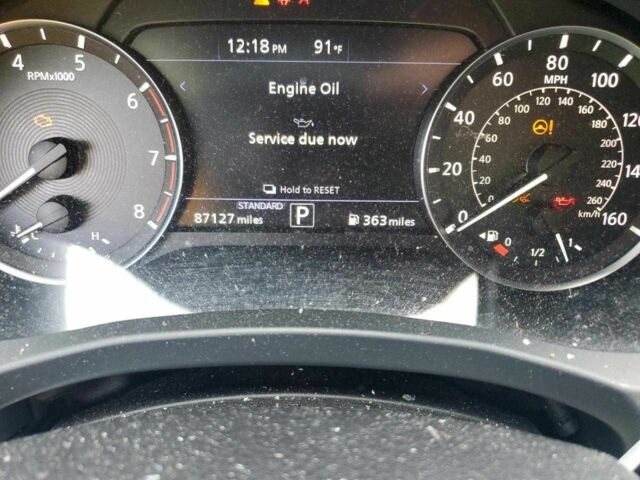 12:18 PM 91°F
Engine Oil
Service due now
Hold to RESET
STANDARD
87127 miles P 363 miles
4 5 6 7 8
RPMx1000
C H
0 20 40 60 80 100 120 140 160
MPH
0 20 40 60 80 100 120 140 160 180 200 220 240 260
km/h
0 1/2 1